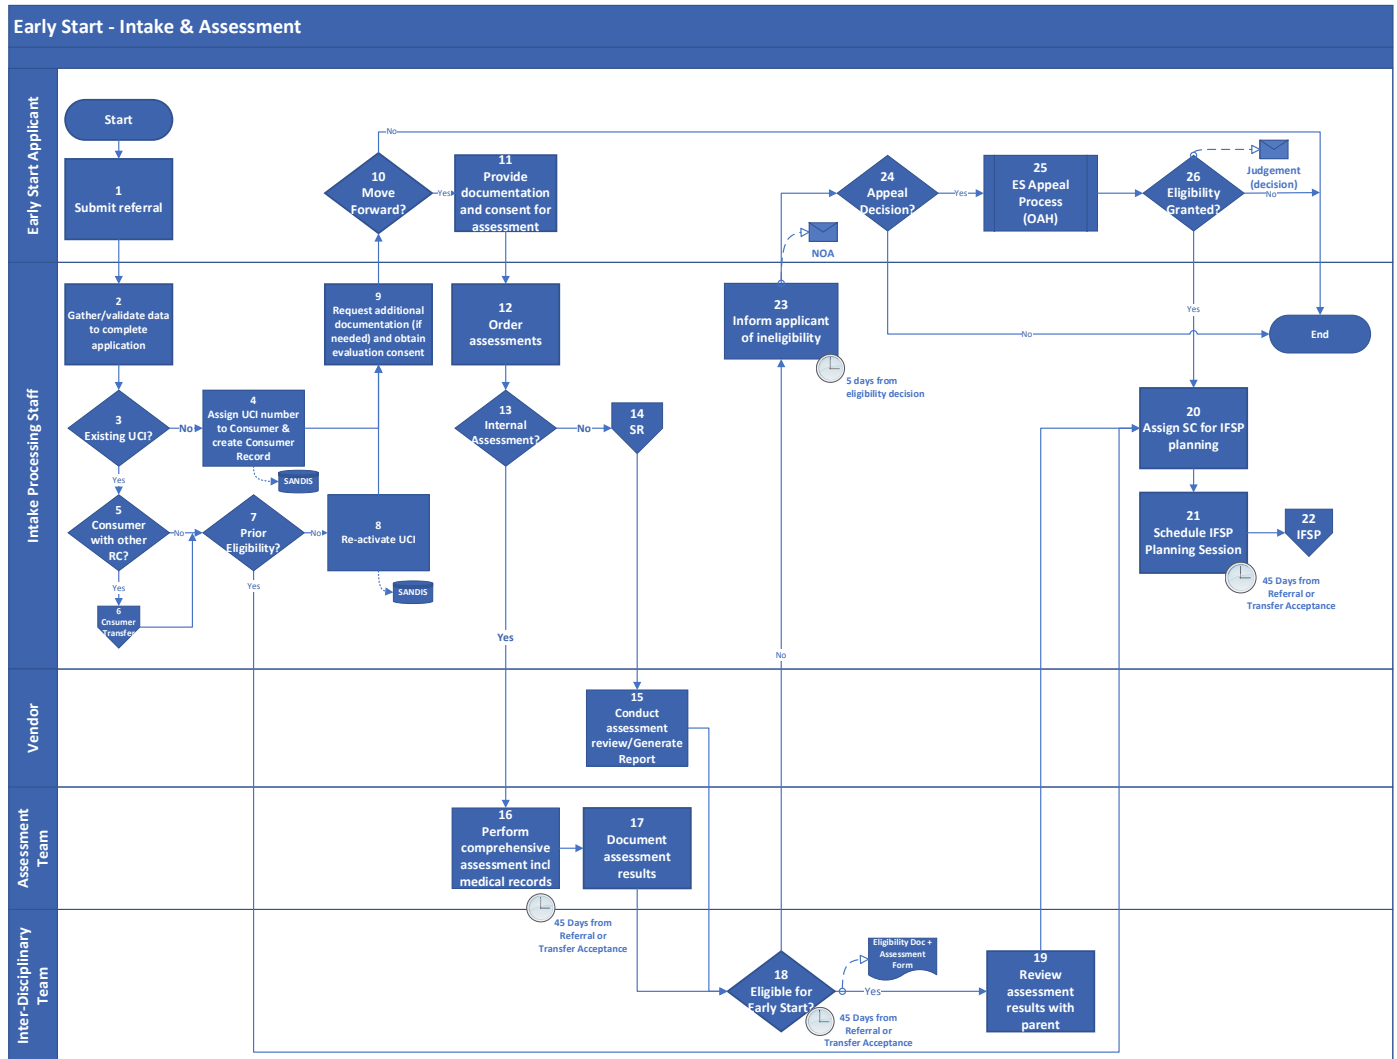 Early Start - Intake & Assessment
Early Start Applicant
Start
1
Submit referral
10
Move
Forward?
No
Yes
11
Provide
documentation
and consent for
assessment
24
Appeal
Decision?
Yes
25
ES Appeal
Process
(OAH)
26
Eligibility
Granted?
Judgement
(decision)
No
NOA
Intake Processing Staff
2
Gather/validate data
to complete
application
9
Request additional
documentation (if
needed) and obtain
evaluation consent
12
Order
assessments
23
Inform applicant
of ineligibility
5 days from
eligibility decision
No
Yes
End
3
Existing UCI?
No
4
Assign UCI number
to Consumer &
create Consumer
Record
SANDIS
13
Internal
Assessment?
No
14
SR
20
Assign SC for IFSP
planning
Yes
5
Consumer
with other
RC?
No
7
Prior
Eligibility?
No
8
Re-activate UCI
SANDIS
21
Schedule IFSP
Planning Session
22
IFSP
45 Days from
Referral or
Transfer Acceptance
Yes
6
Cnsumer
Transfer
Yes
Yes
No
Vendor
15
Conduct
assessment
review/Generate
Report
Assessment
Team
16
Perform
comprehensive
assessment incl
medical records
17
Document
assessment
results
45 Days from
Referral or
Transfer Acceptance
Inter-Disciplinary
Team
18
Eligible for
Early Start?
Eligibility Doc +
Assessment
Form
Yes
45 Days from
Referral or
Transfer Acceptance
19
Review
assessment
results with
parent